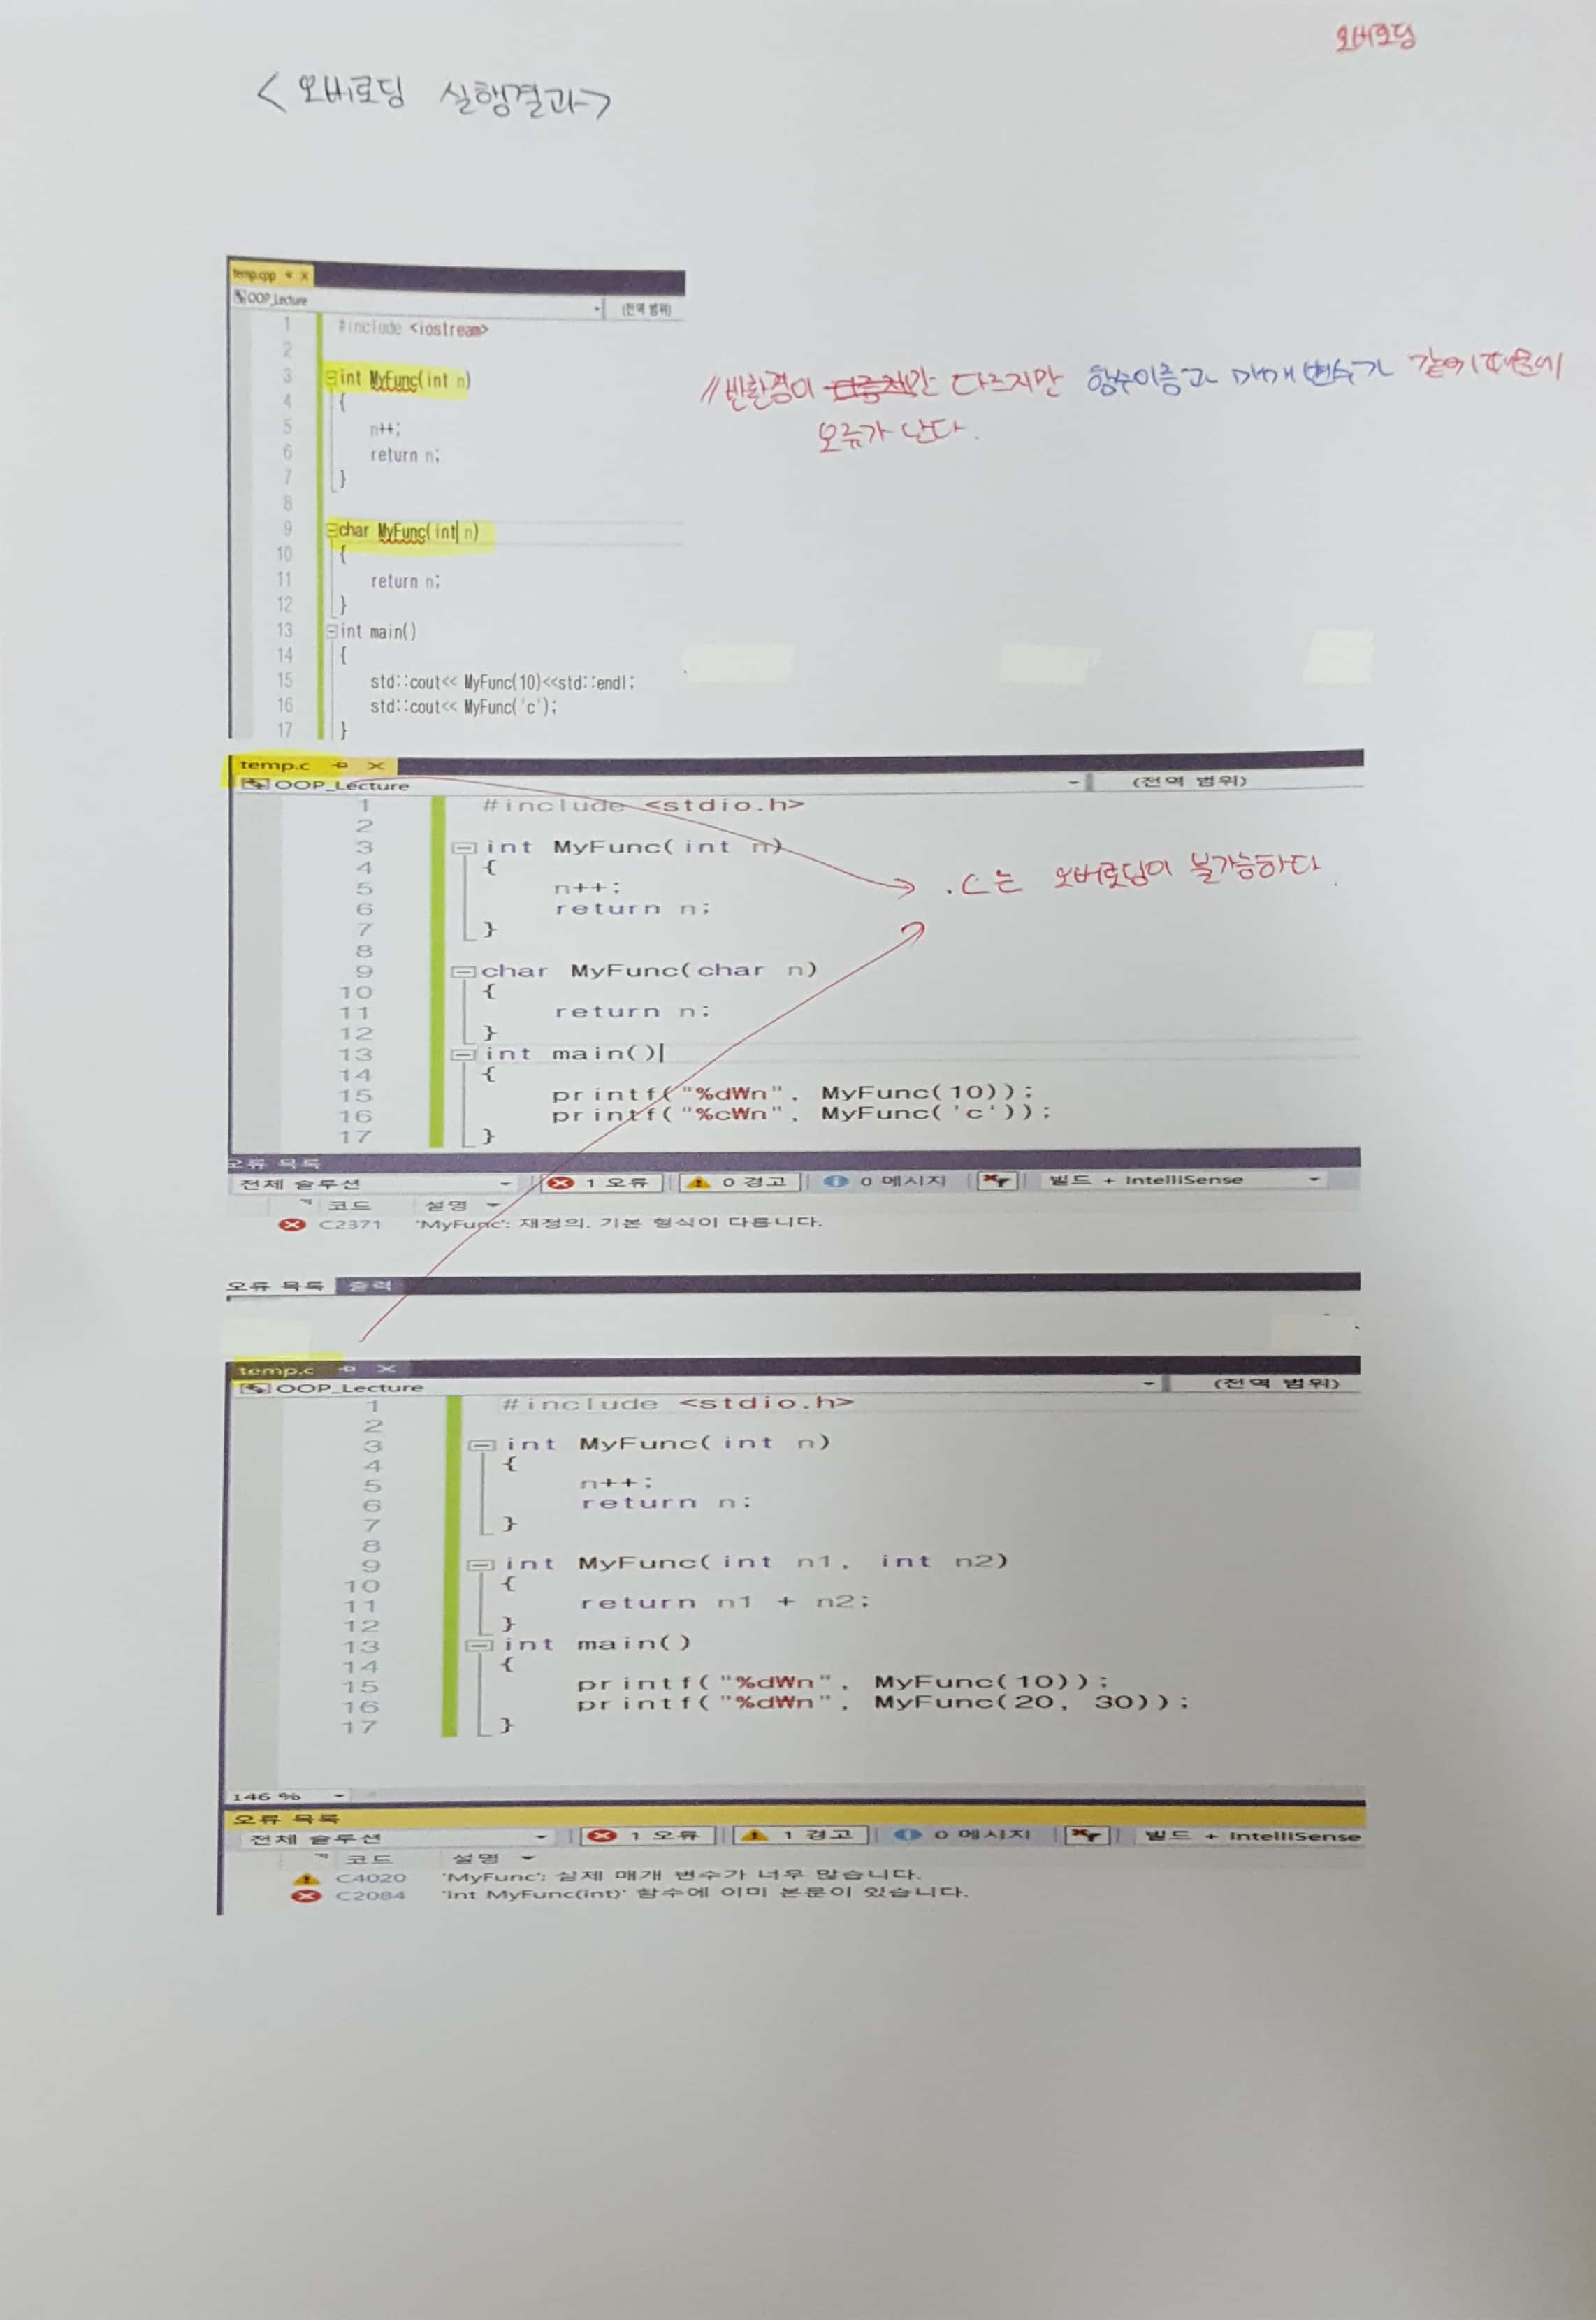 오버로딩
<오버로딩 실행결과>
temp.cpp
OOP_Lecture (전역 범위)
1 #include <iostream>
2
3 int MyFunc(int n)
4 {
5 n++;
6 return n;
7 }
8
9 char MyFunc(int n)
10 {
11 return n;
12 }
13 int main()
14 {
15 std::cout<< MyFunc(10)<<std::endl;
16 std::cout<< MyFunc('c');
17 }
//반환형이 만 다르지만 함수이름과 매개변수가 같기때문에
오류가 난다.
temp.c
OOP_Lecture (전역 범위)
1 #include <stdio.h>
2
3 int MyFunc(int n)
4 {
5 n++;
6 return n;
7 }
8
9 char MyFunc(char n)
10 {
11 return n;
12 }
13 int main()
14 {
15 printf("%d₩n", MyFunc(10));
16 printf("%c₩n", MyFunc('c'));
17 }
.C는 오버로딩이 불가능하다.
오류 목록
전체 솔루션 1 오류 0 경고 0 메시지 빌드 + IntelliSense
코드 설명
C2371 'MyFunc': 재정의. 기본 형식이 다릅니다.
오류 목록 출력
temp.c
OOP_Lecture (전역 범위)
1 #include <stdio.h>
2
3 int MyFunc(int n)
4 {
5 n++;
6 return n;
7 }
8
9 int MyFunc(int n1, int n2)
10 {
11 return n1 + n2;
12 }
13 int main()
14 {
15 printf("%d₩n", MyFunc(10));
16 printf("%d₩n", MyFunc(20, 30));
17 }
146 %
오류 목록
전체 솔루션 1 오류 1 경고 0 메시지 빌드 + IntelliSense
코드 설명
C4020 'MyFunc': 실제 매개 변수가 너무 많습니다.
C2084 'int MyFunc(int)' 함수에 이미 본문이 있습니다.